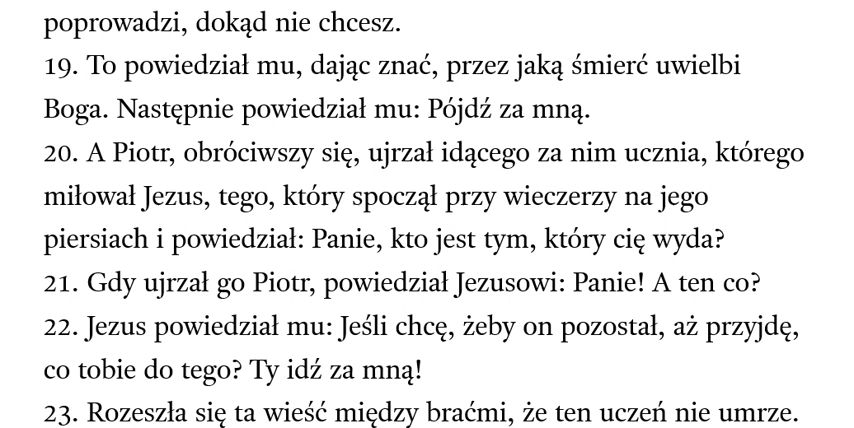 poprowadzi, dokąd nie chcesz.
19. To powiedział mu, dając znać, przez jaką śmierć uwielbi
Boga. Następnie powiedział mu: Pójdź za mną.
20. A Piotr, obróciwszy się, ujrzał idącego za nim ucznia, którego
miłował Jezus, tego, który spoczął przy wieczerzy na jego
piersiach i powiedział: Panie, kto jest tym, który cię wyda?
21. Gdy ujrzał go Piotr, powiedział Jezusowi: Panie! A ten co?
22. Jezus powiedział mu: Jeśli chcę, żeby on pozostał, aż przyjdę,
co tobie do tego? Ty idź za mną!
23. Rozeszła się ta wieść między braćmi, że ten uczeń nie umrze.